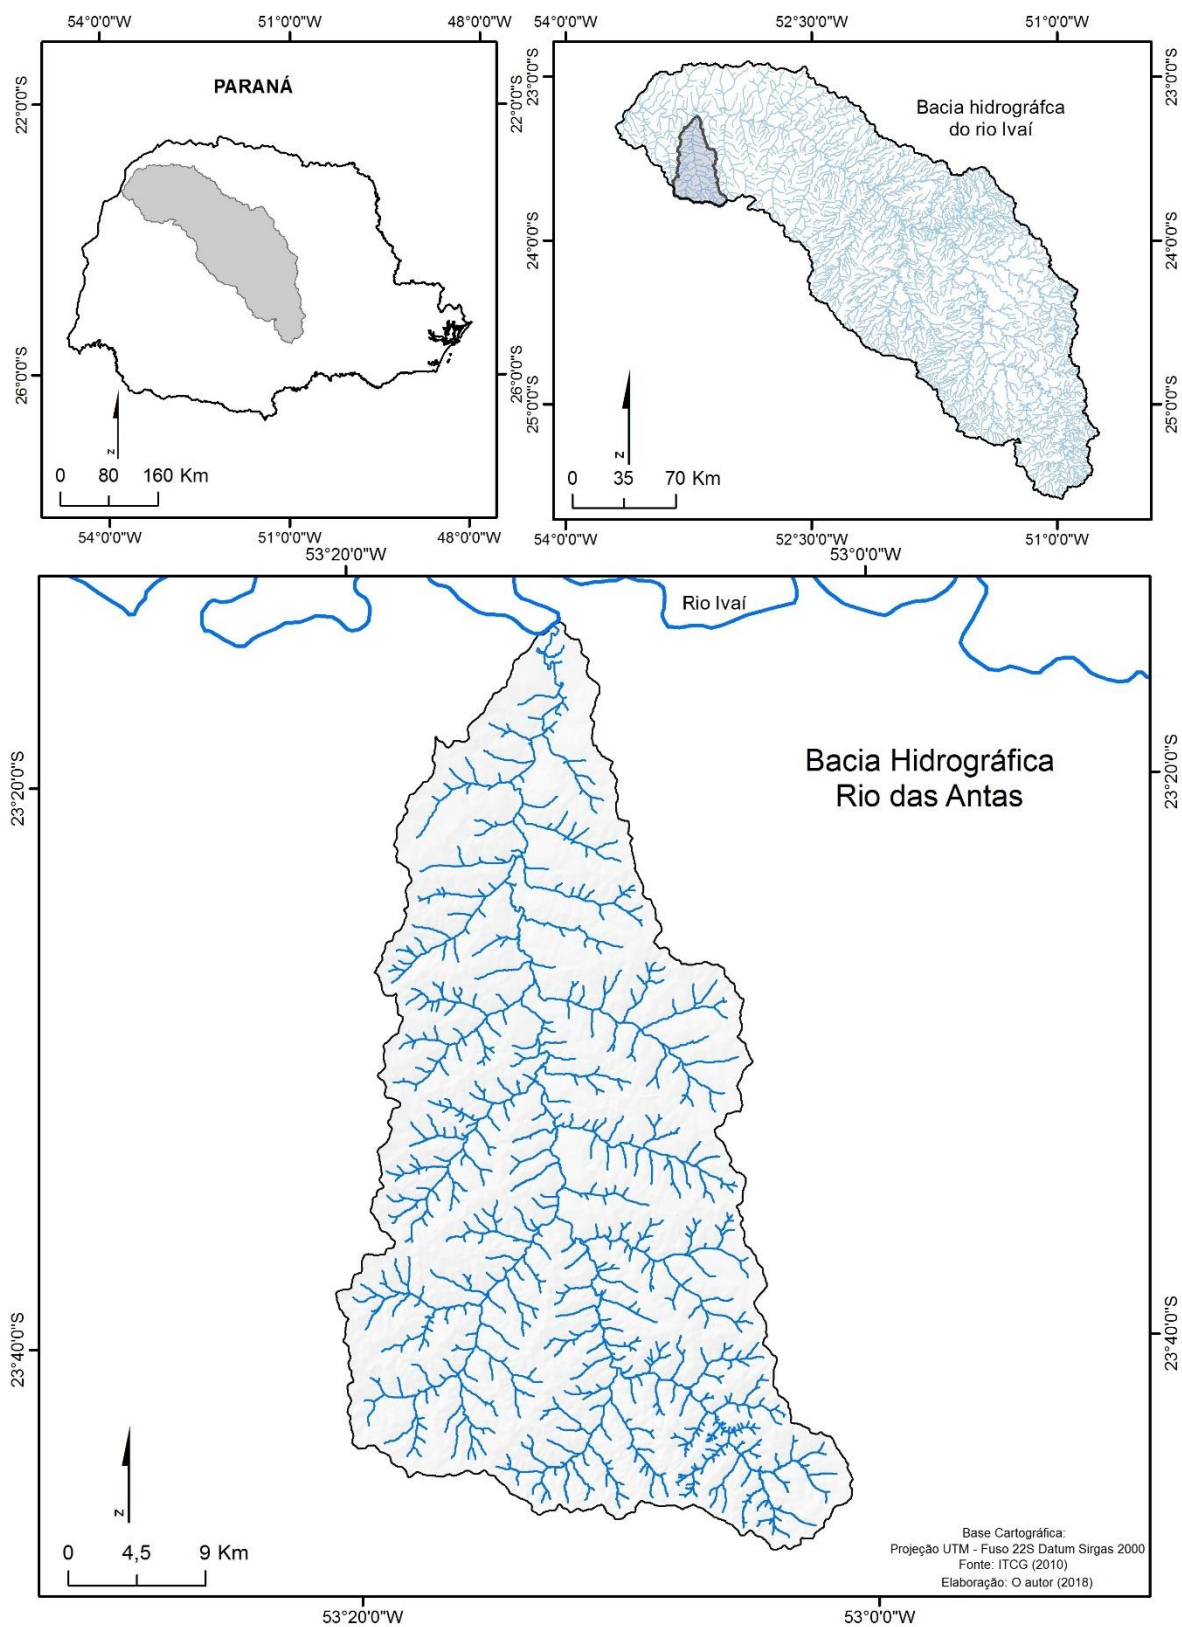 54°0'0"W
51°0'0"W
48°0'0"W
22°0'0"S
26°0'0"S
PARANÁ
22°0'0"S
26°0'0"S
z
0 80 160 Km
54°0'0"W
51°0'0"W
48°0'0"W
54°0'0"W
52°30'0"W
51°0'0"W
23°0'0"S
24°0'0"S
25°0'0"S
Bacia hidrográfca
do rio Ivaí
23°0'0"S
24°0'0"S
25°0'0"S
z
0 35 70 Km
54°0'0"W
52°30'0"W
51°0'0"W
53°20'0"W
53°0'0"W
Rio Ivaí
Bacia Hidrográfica
Rio das Antas
23°20'0"S
23°20'0"S
23°40'0"S
23°40'0"S
z
0 4,5 9 Km
Base Cartográfica:
Projeção UTM - Fuso 22S Datum Sirgas 2000
Fonte: ITCG (2010)
Elaboração: O autor (2018)
53°20'0"W
53°0'0"W